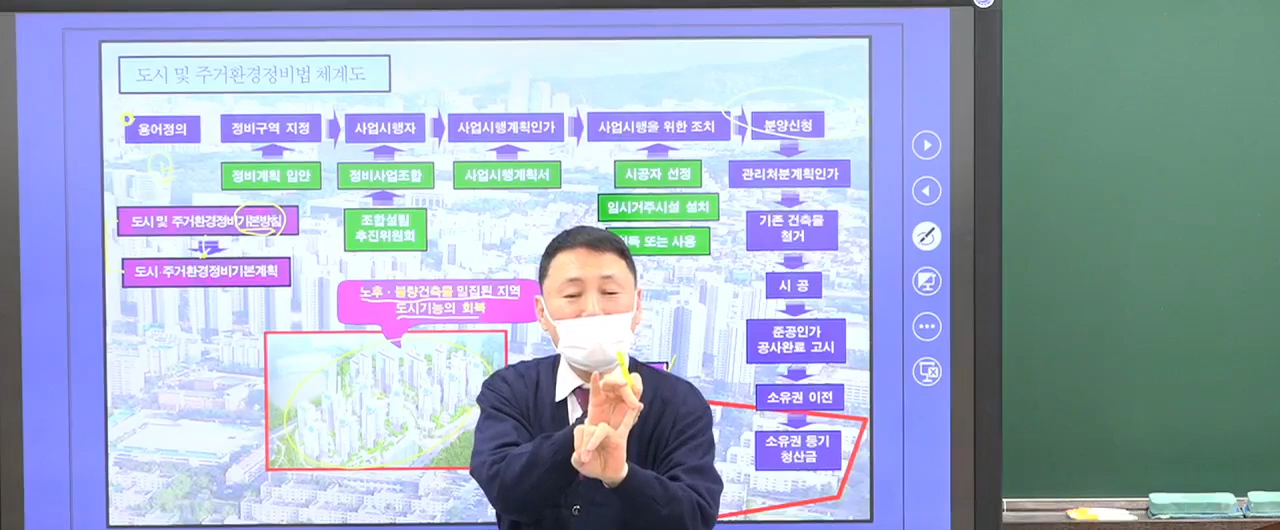 도시 및 주거환경정비법 체계도
용어정의
정비구역 지정
사업시행자
사업시행계획인가
사업시행을 위한 조치
분양신청
정비계획 입안
정비사업조합
사업시행계획서
시공자 선정
관리처분계획인가
도시 및 주거환경정비기본방침
조합설립
추진위원회
임시거주시설 설치
또는 사용
기존 건축물
철거
도시·주거환경정비기본계획
시 공
노후·불량건축물 밀집된 지역
도시기능의 회복
준공인가
공사완료 고시
소유권 이전
소유권 등기
청산금